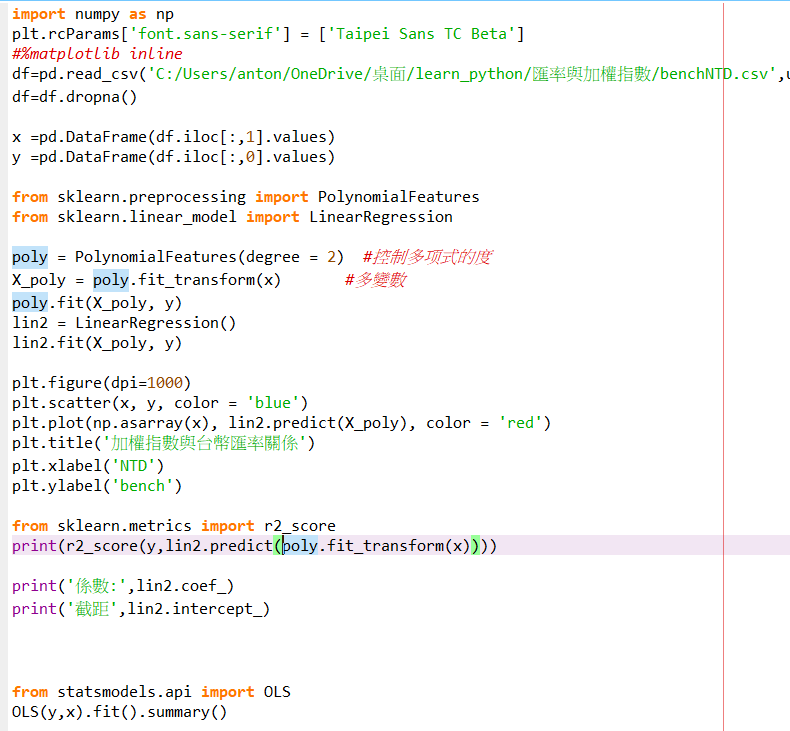 import numpy as np
plt.rcParams['font.sans-serif'] = ['Taipei Sans TC Beta']
#%matplotlib inline
df=pd.read_csv('C:/Users/anton/OneDrive/桌面/learn_python/匯率與加權指數/benchNTD.csv',u
df=df.dropna()
x =pd.DataFrame(df.iloc[:,1].values)
y =pd.DataFrame(df.iloc[:,0].values)
from sklearn.preprocessing import PolynomialFeatures
from sklearn.linear_model import LinearRegression
poly = PolynomialFeatures(degree = 2)  #控制多项式的度
X_poly = poly.fit_transform(x)       #多變數
poly.fit(X_poly, y)
lin2 = LinearRegression()
lin2.fit(X_poly, y)
plt.figure(dpi=1000)
plt.scatter(x, y, color = 'blue')
plt.plot(np.asarray(x), lin2.predict(X_poly), color = 'red')
plt.title('加權指數與台幣匯率關係')
plt.xlabel('NTD')
plt.ylabel('bench')
from sklearn.metrics import r2_score
print(r2_score(y,lin2.predict(poly.fit_transform(x))))
print('係數:',lin2.coef_)
print('截距',lin2.intercept_)
from statsmodels.api import OLS
OLS(y,x).fit().summary()